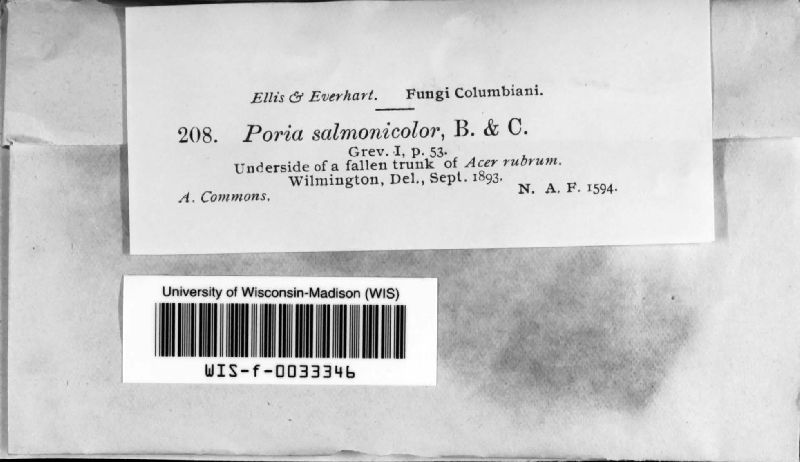 Ellis & Everhart. Fungi Columbiani.
208. Poria salmonicolor, B. & C.
Grev. I, p. 53.
Underside of a fallen trunk of Acer rubrum.
Wilmington, Del., Sept. 1893.
A. Commons. N. A. F. 1594.
University of Wisconsin-Madison (WIS)
WIS-f-0033346